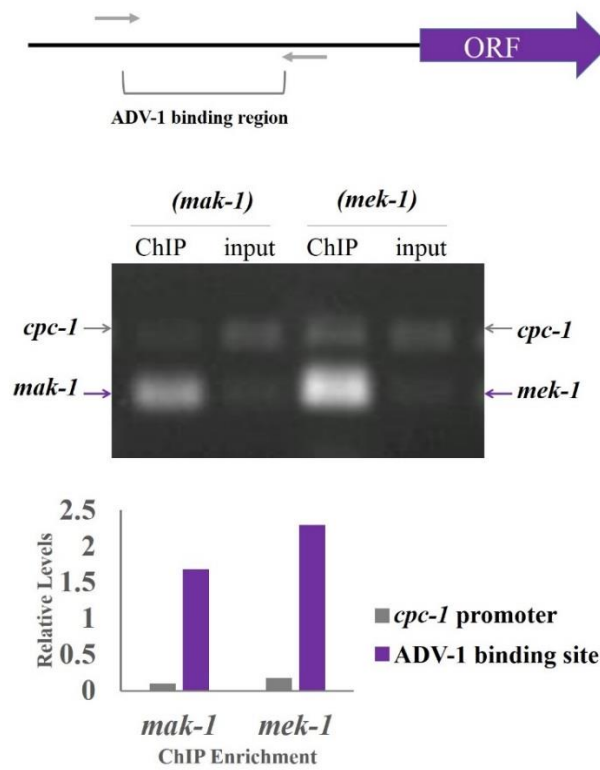 ORF
ADV-1 binding region
(mak-1) (mek-1)
ChIP input ChIP input
cpc-1 cpc-1
mak-1 mek-1
2.5
2
1.5
1
0.5
0
Relative Levels
cpc-1 promoter
ADV-1 binding site
mak-1 mek-1
ChIP Enrichment